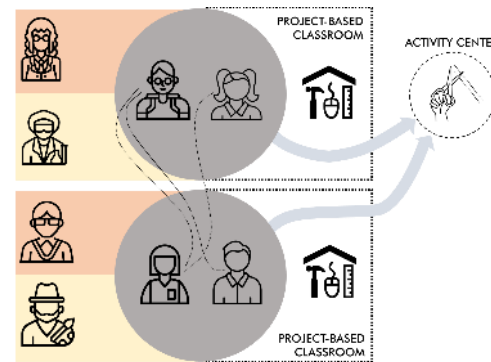 PROJECT-BASED
CLASSROOM
ACTIVITY CENTE
PROJECT-BASED
CLASSROOM